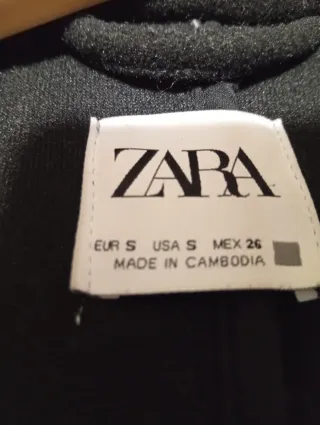 ZARA
EUR S USA S MEX 26
MADE IN CAMBODIA